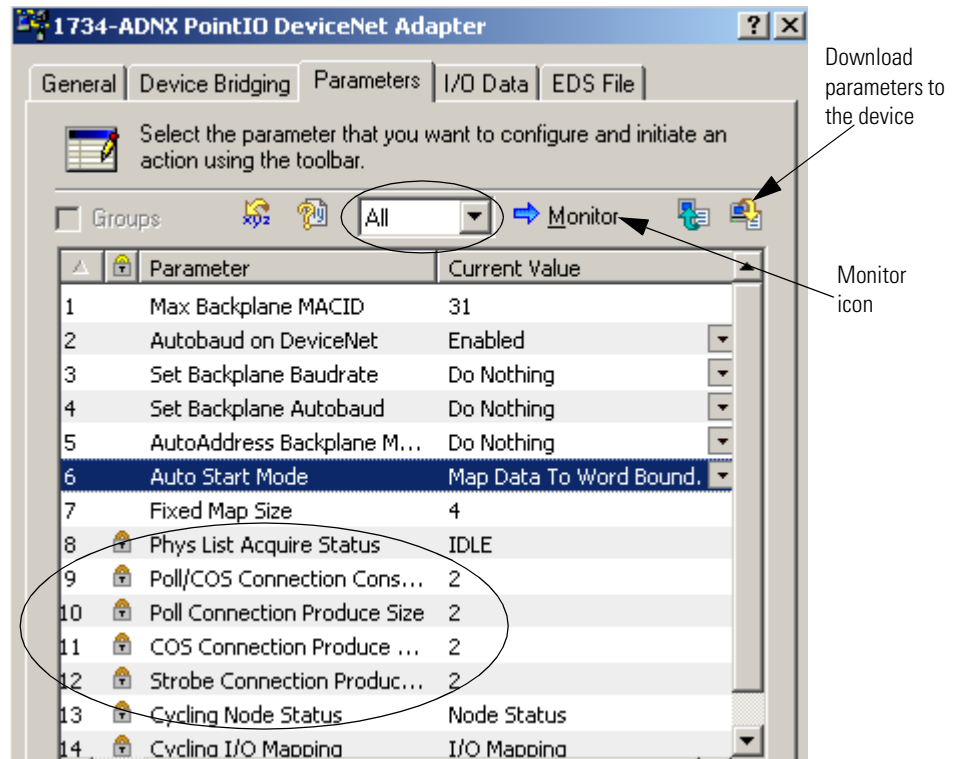 1734-ADNX PointIO DeviceNet Adapter
Download
parameters to
the device
General Device Bridging Parameters I/O Data EDS File
Select the parameter that you want to configure and initiate an
action using the toolbar.
Groups All Monitor
Monitor
icon
Parameter Current Value
1 Max Backplane MACID 31
2 Autobaud on DeviceNet Enabled
3 Set Backplane Baudrate Do Nothing
4 Set Backplane Autobaud Do Nothing
5 AutoAddress Backplane M... Do Nothing
6 Auto Start Mode Map Data To Word Bound.
7 Fixed Map Size 4
8 Phys List Acquire Status IDLE
9 Poll/COS Connection Cons... 2
10 Poll Connection Produce Size 2
11 COS Connection Produce ... 2
12 Strobe Connection Produc... 2
13 Cycling Node Status Node Status
14 Cycling I/O Mapping I/O Mapping